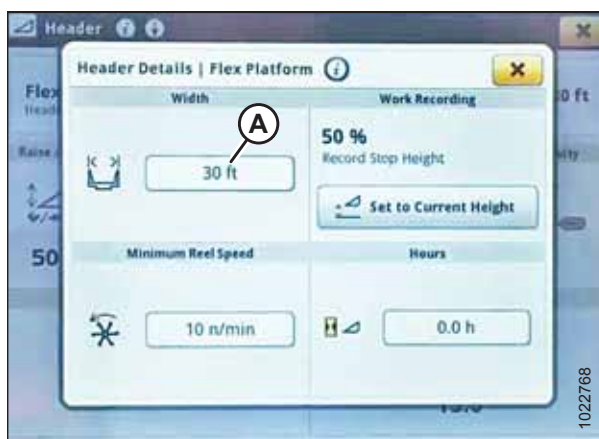 Header
Header Details | Flex Platform
Width
Work Recording
A
30 ft
50 %
Record Stop Height
Set to Current Height
Minimum Reel Speed
Hours
10 n/min
0.0 h
Flex
Raise
50
0 ft
1022768